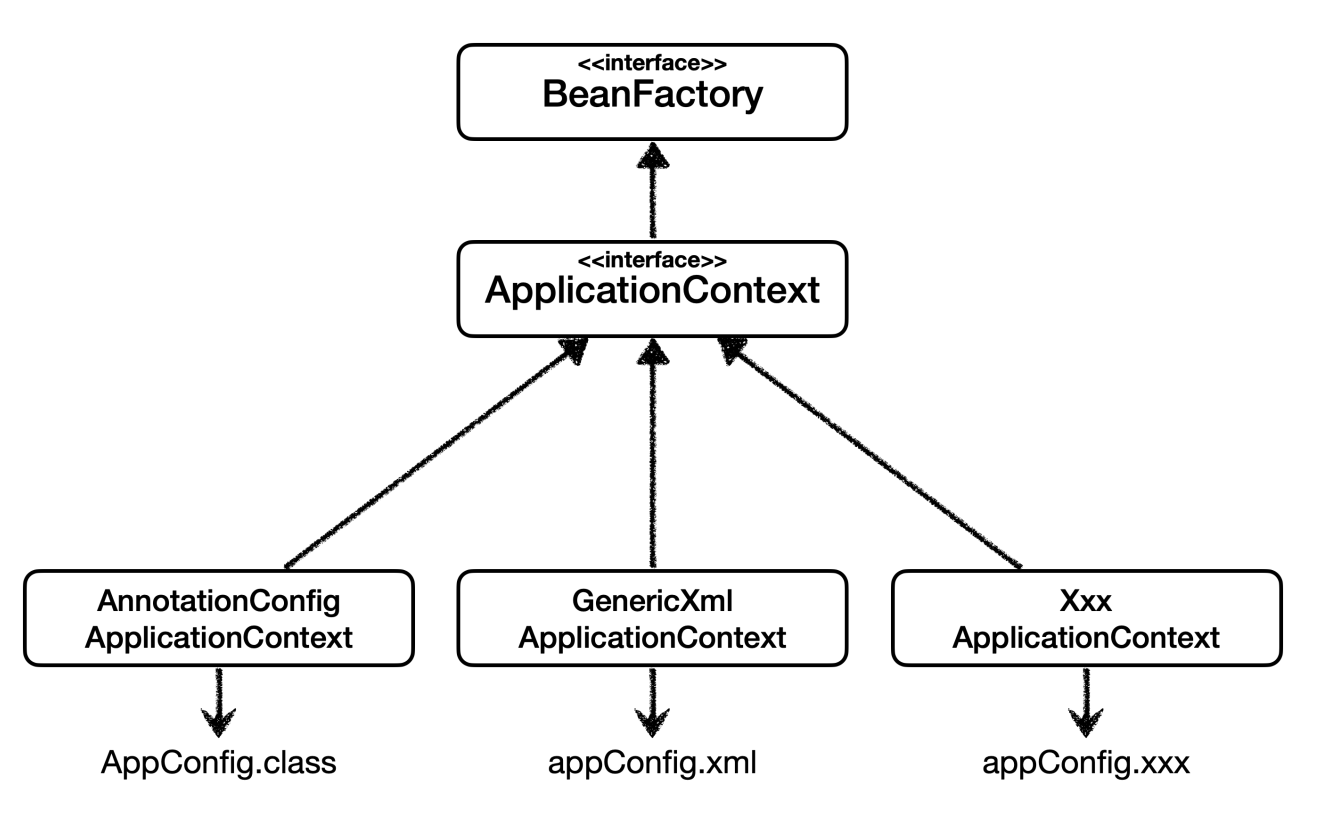 <<interface>>
BeanFactory
<<interface>>
ApplicationContext
AnnotationConfig
ApplicationContext
GenericXml
ApplicationContext
Xxx
ApplicationContext
AppConfig.class
appConfig.xml
appConfig.xxx